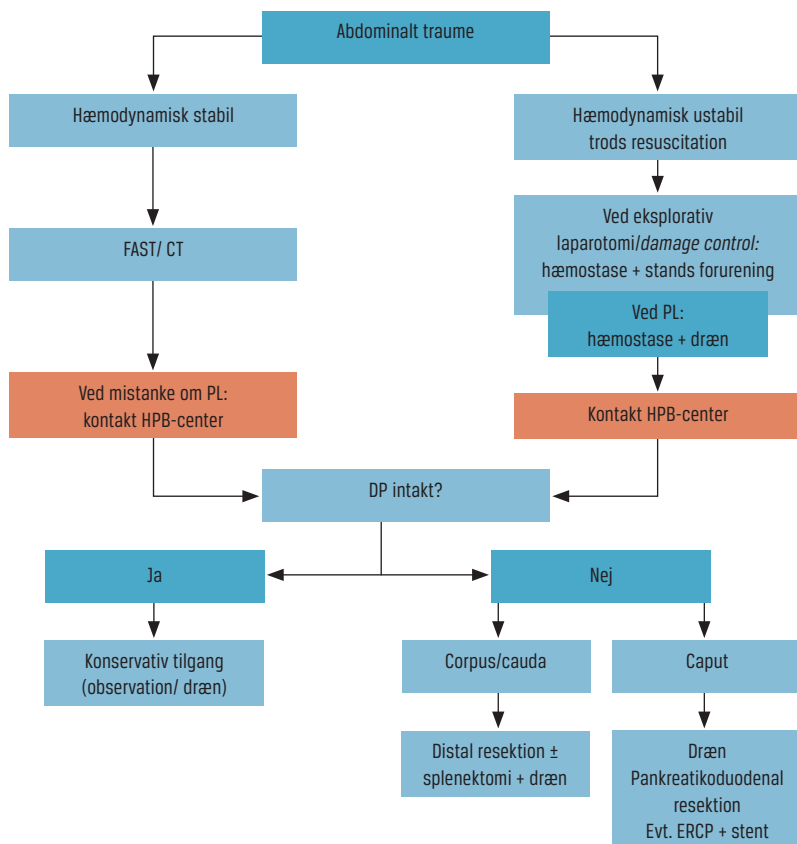 Abdominalt traume
Hæmodynamisk stabil
Hæmodynamisk ustabil
trods resuscitation
FAST/ CT
Ved eksplorativ
laparotomi/damage control:
hæmostase + stands forurening
Ved PL:
hæmostase + dræn
Ved mistanke om PL:
kontakt HPB-center
Kontakt HPB-center
DP intakt?
Ja
Nej
Konservativ tilgang
(observation/ dræn)
Corpus/cauda
Caput
Distal resektion ±
splenektomi + dræn
Dræn
Pankreatikoduodenal
resektion
Evt. ERCP + stent